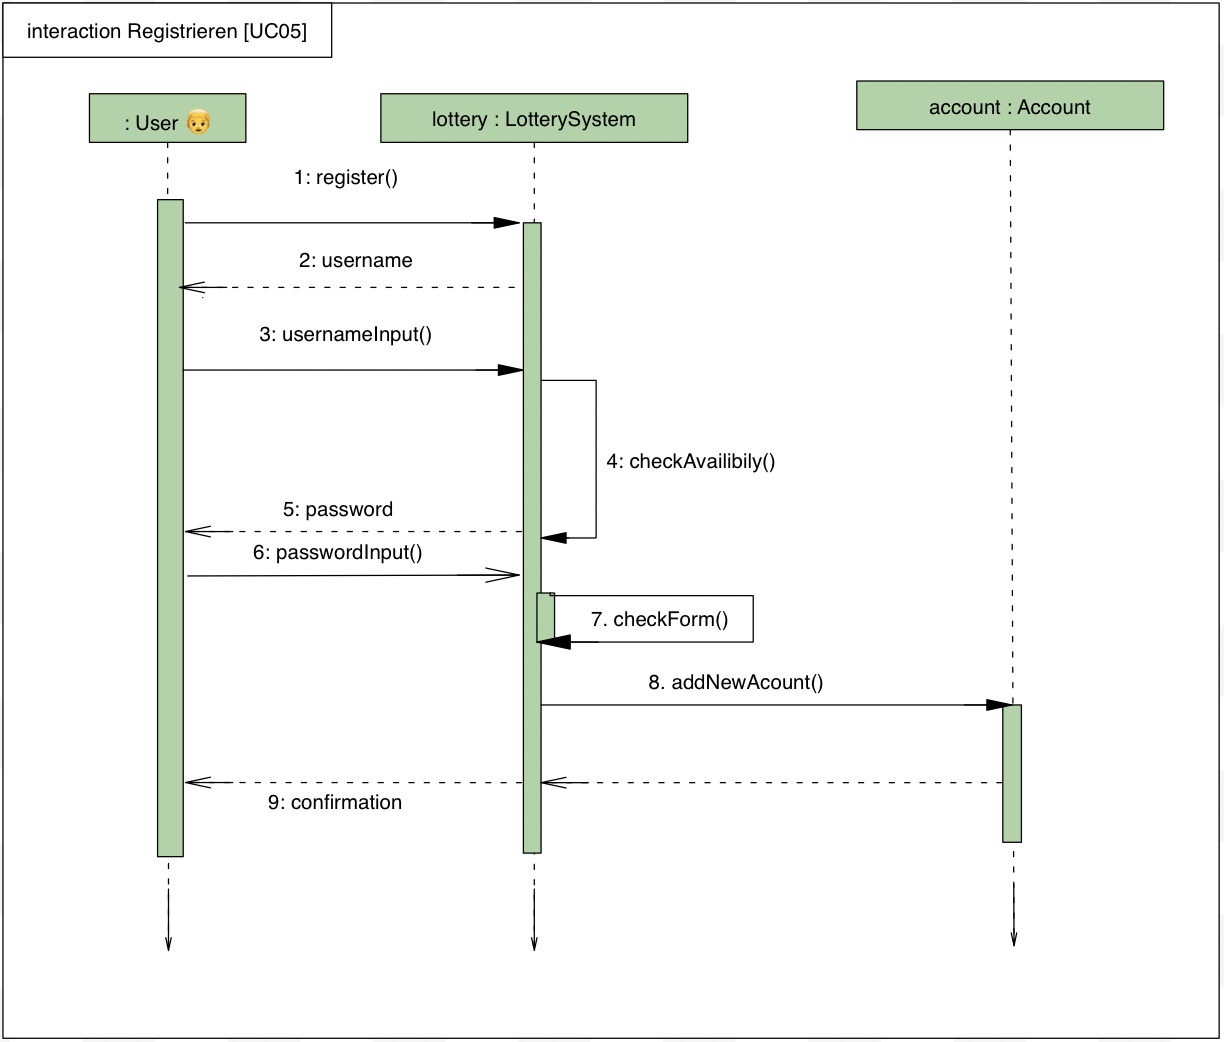 interaction Registrieren [UC05]
: User
lottery : LotterySystem
account : Account
1: register()
2: username
3: usernameInput()
4: checkAvailibily()
5: password
6: passwordInput()
7. checkForm()
8. addNewAcount()
9: confirmation